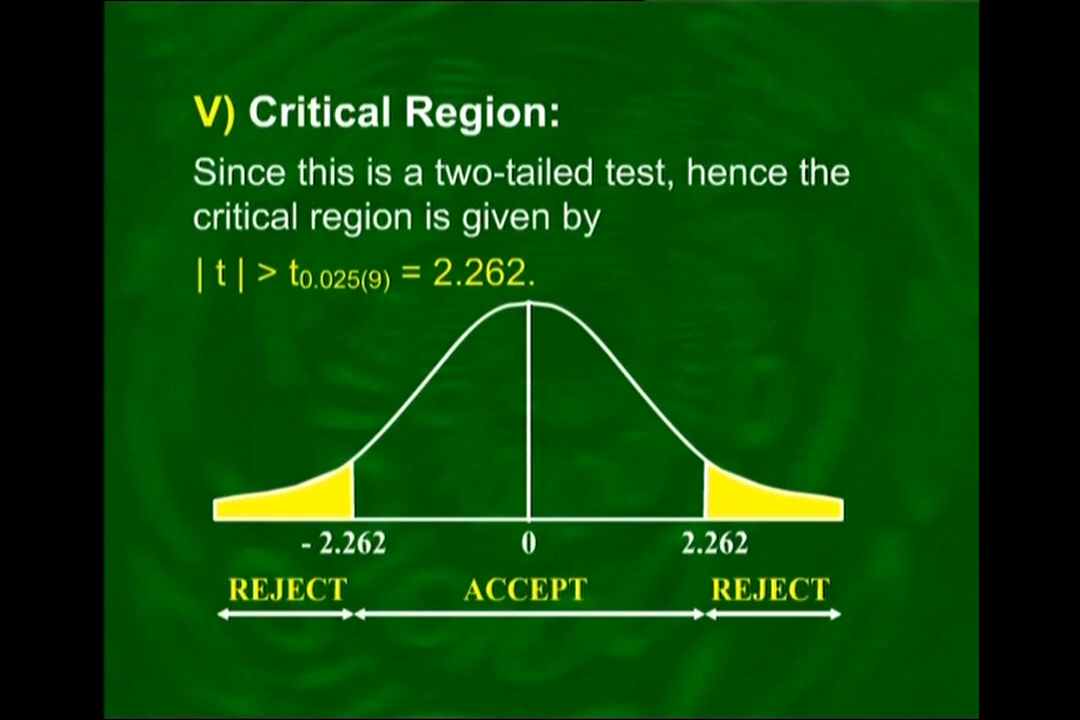 V) Critical Region:
Since this is a two-tailed test, hence the
critical region is given by
| t | > t0.025(9) = 2.262.
- 2.262 0 2.262
REJECT ACCEPT REJECT